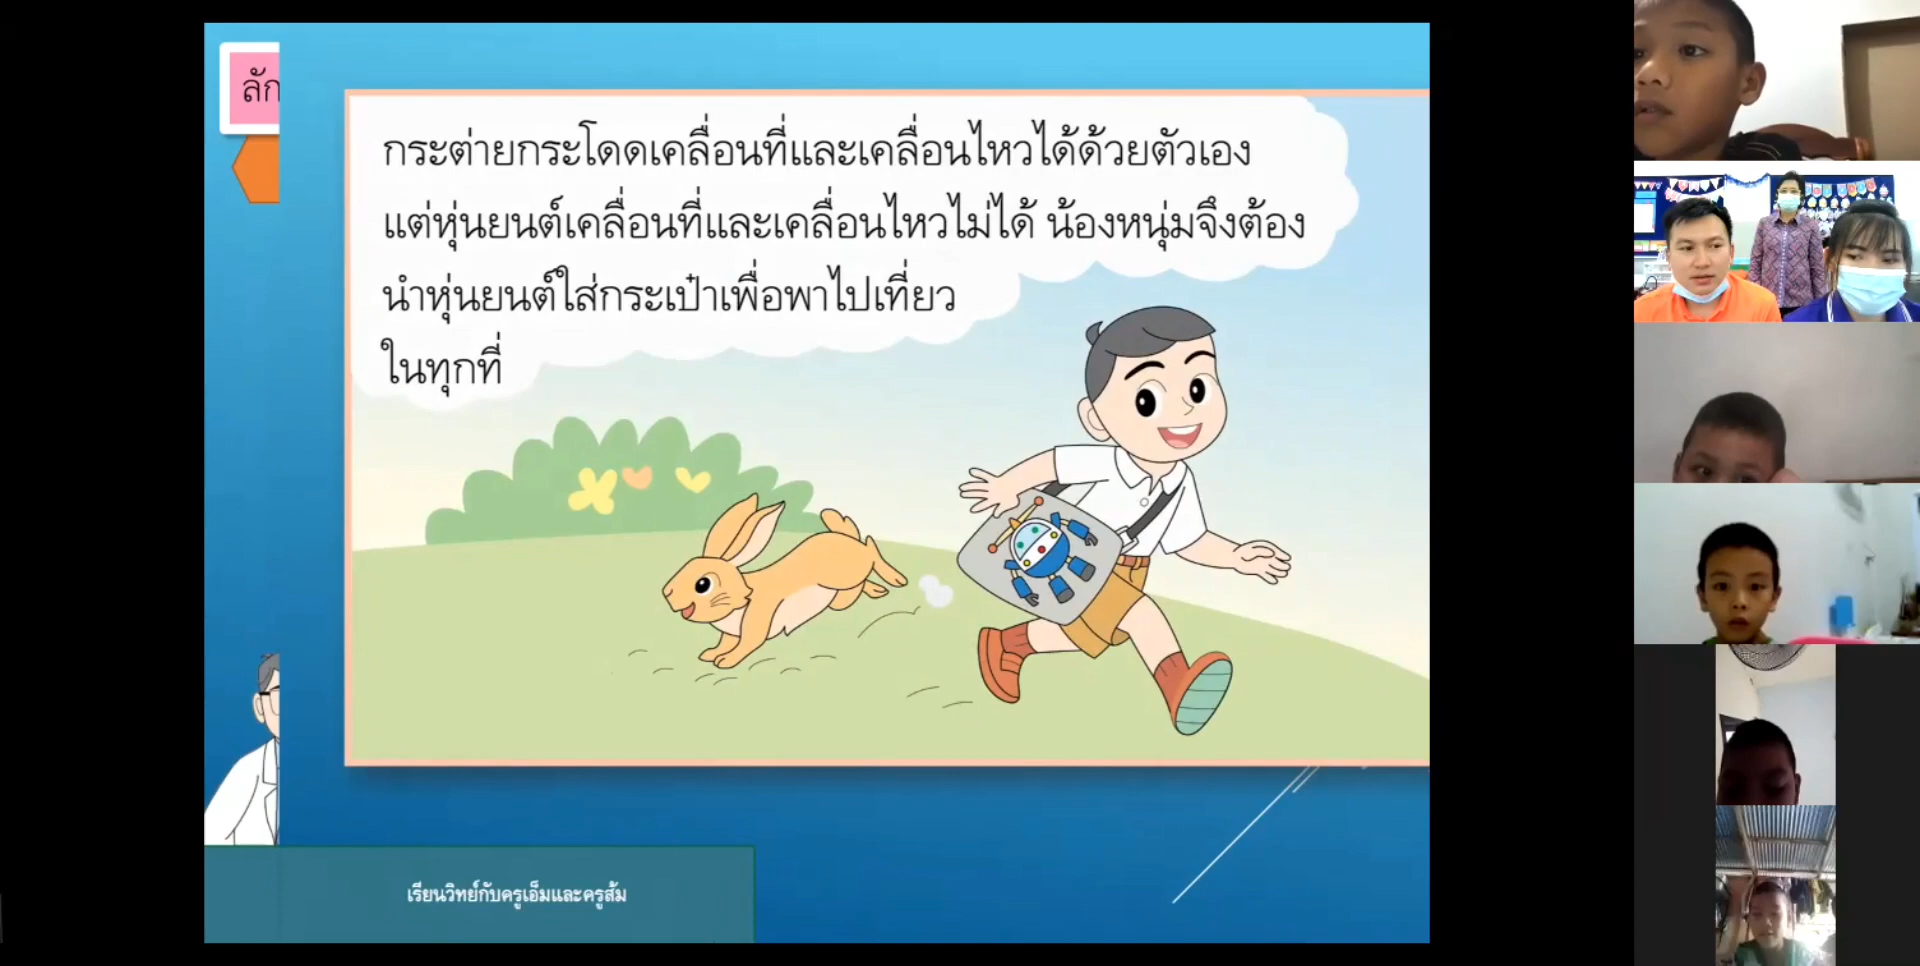 ลัก
กระต่ายกระโดดเคลื่อนที่และเคลื่อนไหวได้ด้วยตัวเอง
แต่หุ่นยนต์เคลื่อนที่และเคลื่อนไหวไม่ได้ น้องหนุ่มจึงต้อง
นำหุ่นยนต์ใส่กระเป๋าเพื่อพาไปเที่ยว
ในทุกที่
เรียนวิทย์กับครูเอ็มและครูส้ม